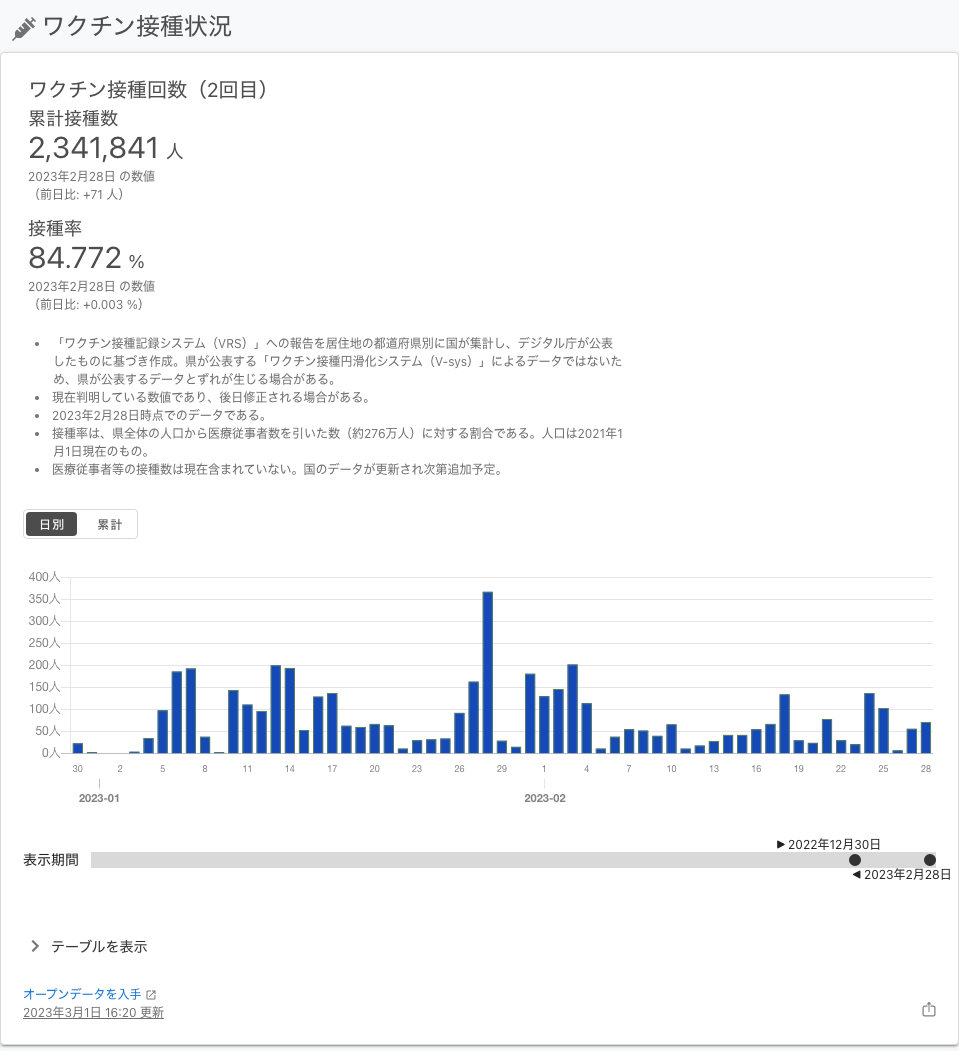 ワクチン接種状況
ワクチン接種回数（2回目）
累計接種数
2,341,841 人
2023年2月28日 の数値
（前日比: +71 人）
接種率
84.772 %
2023年2月28日 の数値
（前日比: +0.003 %）
• 「ワクチン接種記録システム（VRS）」への報告を居住地の都道府県別に国が集計し、デジタル庁が公表
したものに基づき作成。県が公表する「ワクチン接種円滑化システム（V-sys）」によるデータではないた
め、県が公表するデータとずれが生じる場合がある。
• 現在判明している数値であり、後日修正される場合がある。
• 2023年2月28日時点でのデータである。
• 接種率は、県全体の人口から医療従事者数を引いた数（約276万人）に対する割合である。人口は2021年1
月1日現在のもの。
• 医療従事者等の接種数は現在含まれていない。国のデータが更新され次第追加予定。
日別 累計
400人
350人
300人
250人
200人
150人
100人
50人
0人
30 2 5 8 11 14 17 20 23 26 29 1 4 7 10 13 16 19 22 25 28
2023-01 2023-02
▶ 2022年12月30日
表示期間
◀ 2023年2月28日
テーブルを表示
オープンデータを入手
2023年3月1日 16:20 更新